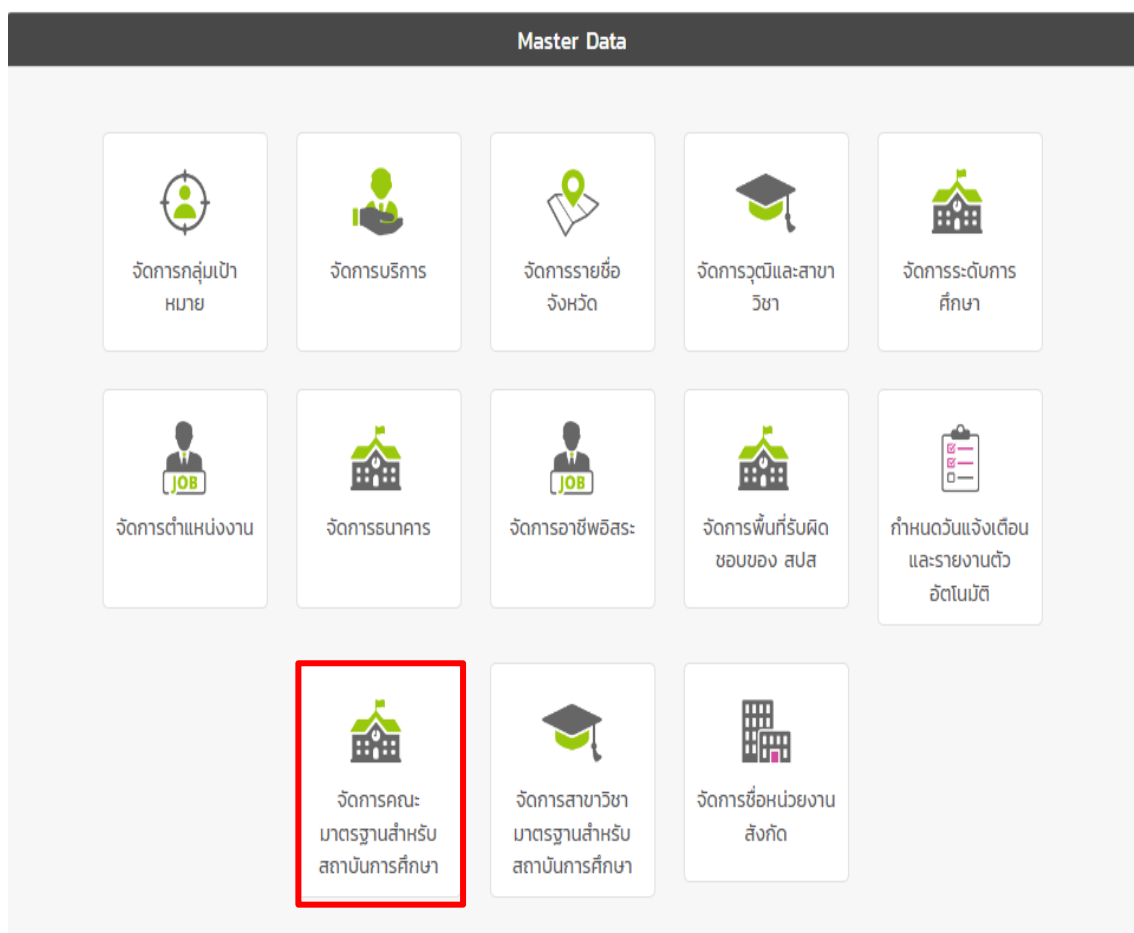 Master Data
จัดการกลุ่มเป้า
หมาย
จัดการบริการ
จัดการรายชื่อ
จังหวัด
จัดการวุฒิและสาขา
วิชา
จัดการระดับการ
ศึกษา
JOB
จัดการตำแหน่งงาน
จัดการธนาคาร
JOB
จัดการอาชีพอิสระ
จัดการพื้นที่รับผิด
ชอบของ สปส
กำหนดวันแจ้งเตือน
และรายงานตัว
อัตโนมัติ
จัดการคณะ
มาตรฐานสำหรับ
สถาบันการศึกษา
จัดการสาขาวิชา
มาตรฐานสำหรับ
สถาบันการศึกษา
จัดการชื่อหน่วยงาน
สังกัด